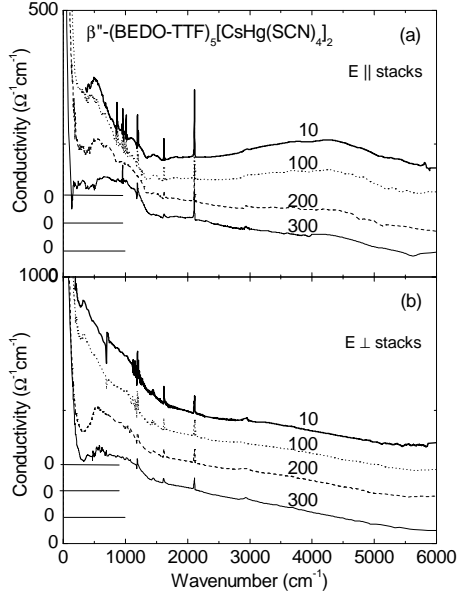 500
β"-(BEDO-TTF)₅[CsHg(SCN)₄]₂
(a)
E || stacks
Conductivity (Ω⁻¹cm⁻¹)
10
100
200
300
0
0
0
0
1000
(b)
E ⊥ stacks
Conductivity (Ω⁻¹cm⁻¹)
10
100
200
300
0
0
0
0
0 1000 2000 3000 4000 5000 6000
Wavenumber (cm⁻¹)